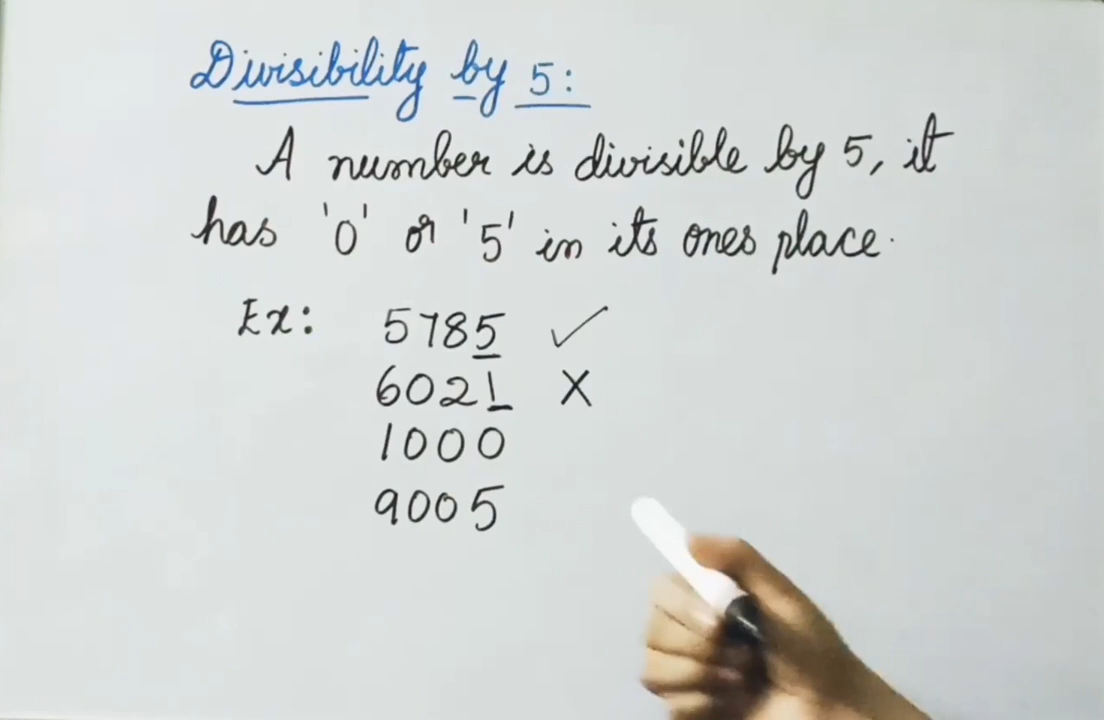 Divisibility by 5:
A number is divisible by 5, it
has '0' or '5' in its ones place.
Ex: 5785 ✓
6021 X
1000
9005